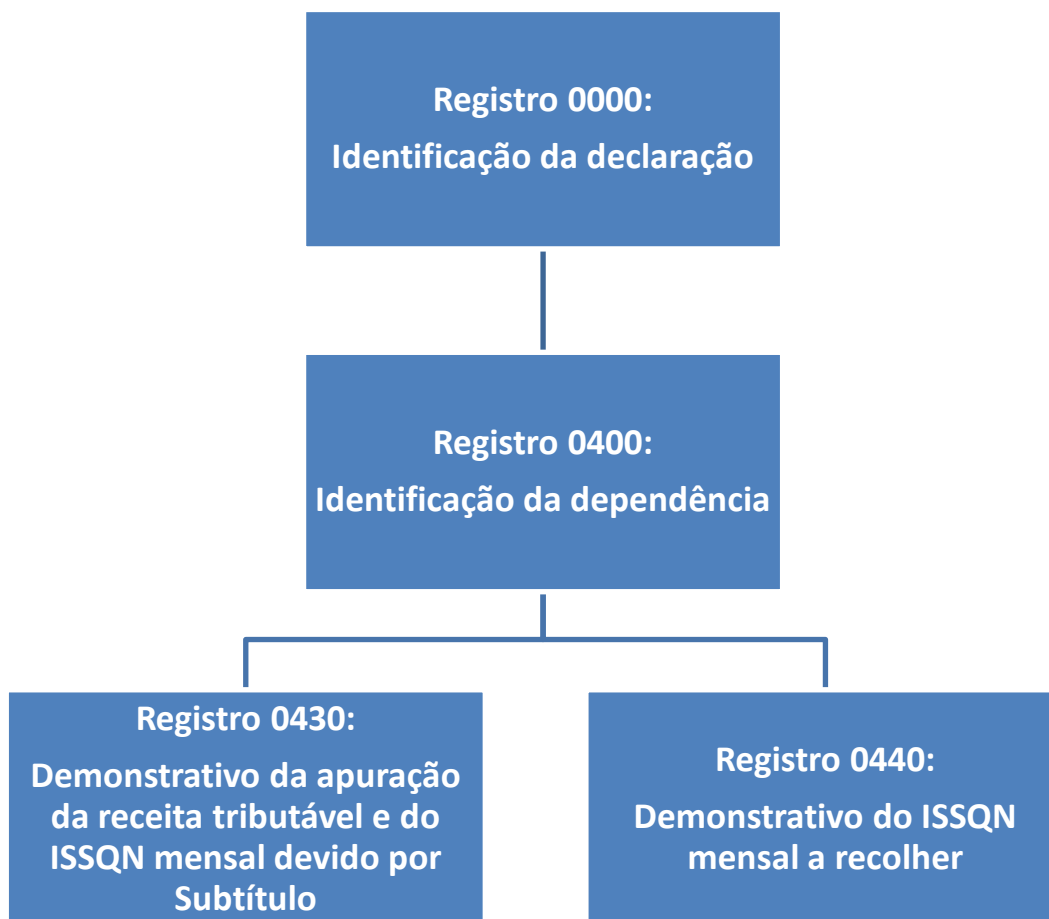 Registro 0000:
Identificação da declaração
Registro 0400:
Identificação da dependência
Registro 0430:
Demonstrativo da apuração
da receita tributável e do
ISSQN mensal devido por
Subtítulo
Registro 0440:
Demonstrativo do ISSQN
mensal a recolher